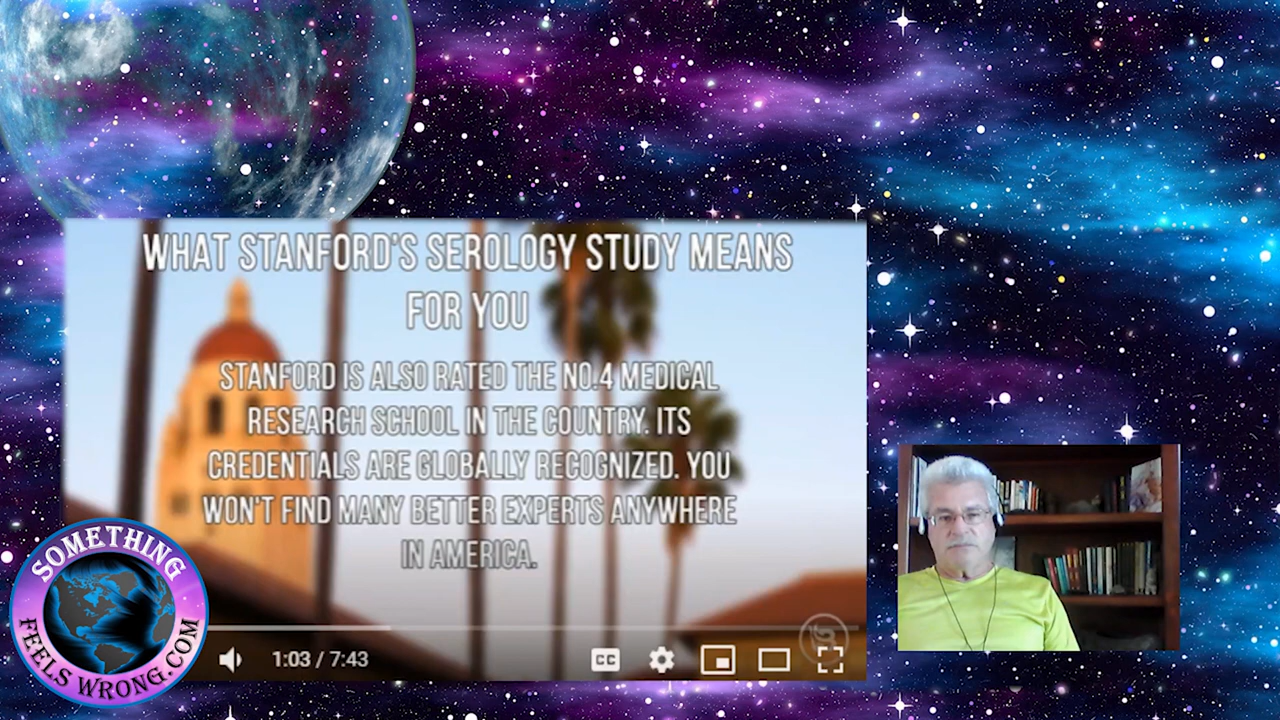 WHAT STANFORD'S SEROLOGY STUDY MEANS
FOR YOU
STANFORD IS ALSO RATED THE NO.4 MEDICAL
RESEARCH SCHOOL IN THE COUNTRY. ITS
CREDENTIALS ARE GLOBALLY RECOGNIZED. YOU
WON'T FIND MANY BETTER EXPERTS ANYWHERE
IN AMERICA.
SOMETHING
FEELS WRONG.COM
1:03 / 7:43
CC